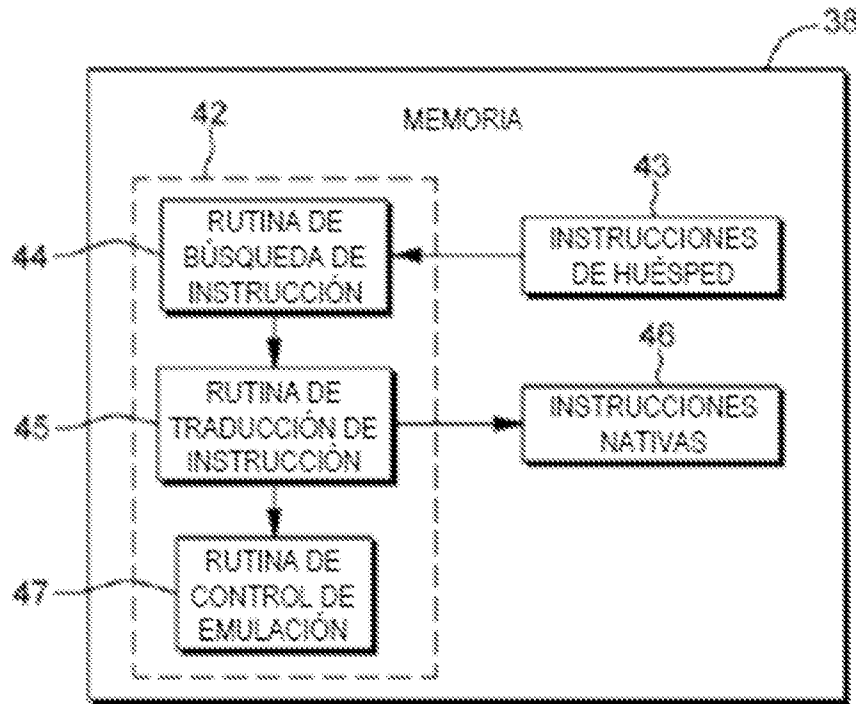 38
MEMORIA
42
43
RUTINA DE
BÚSQUEDA DE
INSTRUCCIÓN
44
INSTRUCCIONES
DE HUÉSPED
46
RUTINA DE
TRADUCCIÓN DE
INSTRUCCIÓN
45
INSTRUCCIONES
NATIVAS
RUTINA DE
CONTROL DE
EMULACIÓN
47